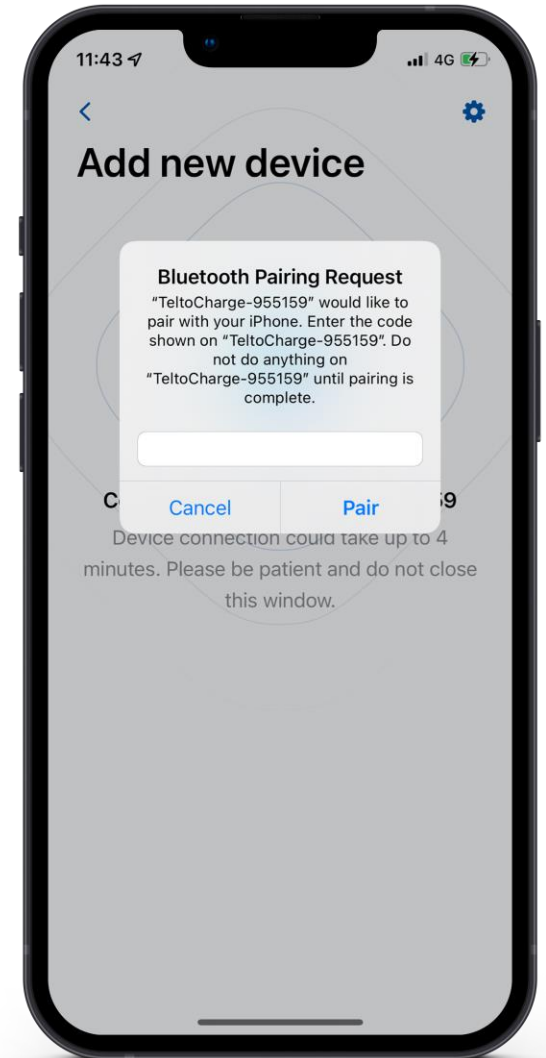 11:43
4G
Add new device
Bluetooth Pairing Request
“TeltoCharge-955159” would like to
pair with your iPhone. Enter the code
shown on “TeltoCharge-955159”. Do
not do anything on
“TeltoCharge-955159” until pairing is
complete.
Cancel Pair
Device connection could take up to 4
minutes. Please be patient and do not close
this window.